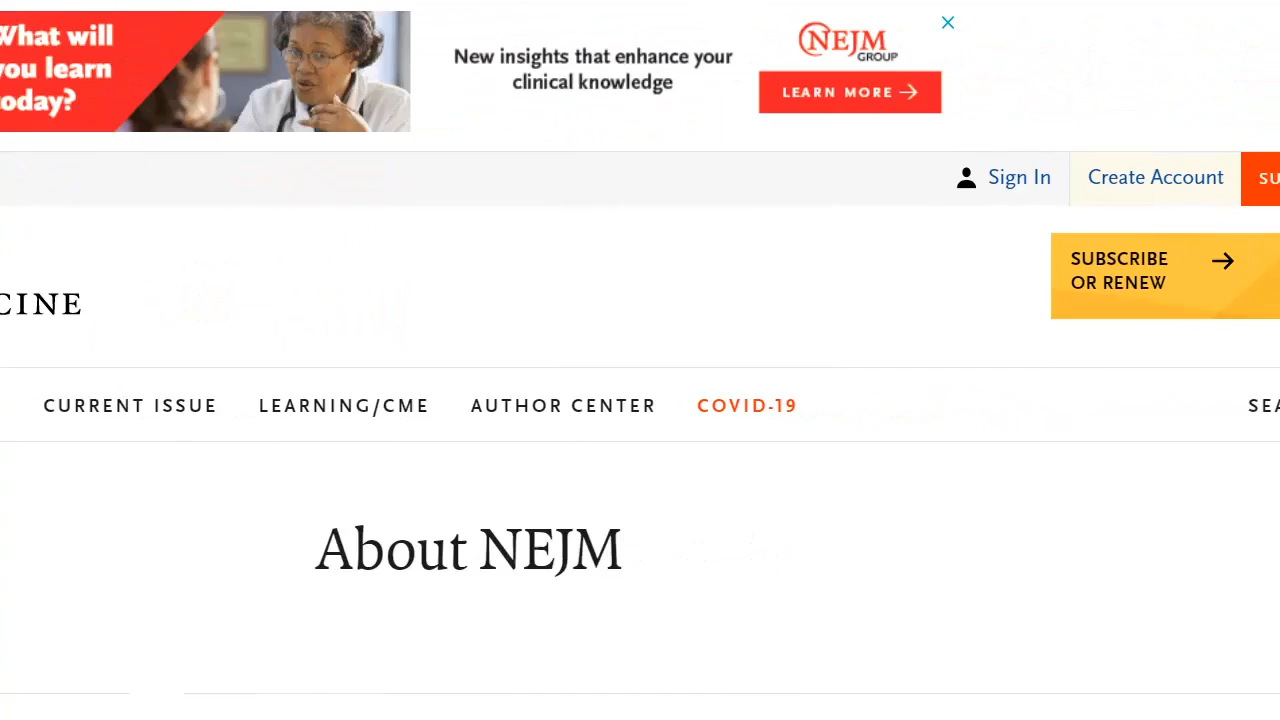 What will
you learn
today?
New insights that enhance your
clinical knowledge
NEJM
GROUP
LEARN MORE →
Sign In
Create Account
SU
SUBSCRIBE →
OR RENEW
CINE
CURRENT ISSUE
LEARNING/CME
AUTHOR CENTER
COVID-19
SEA
About NEJM